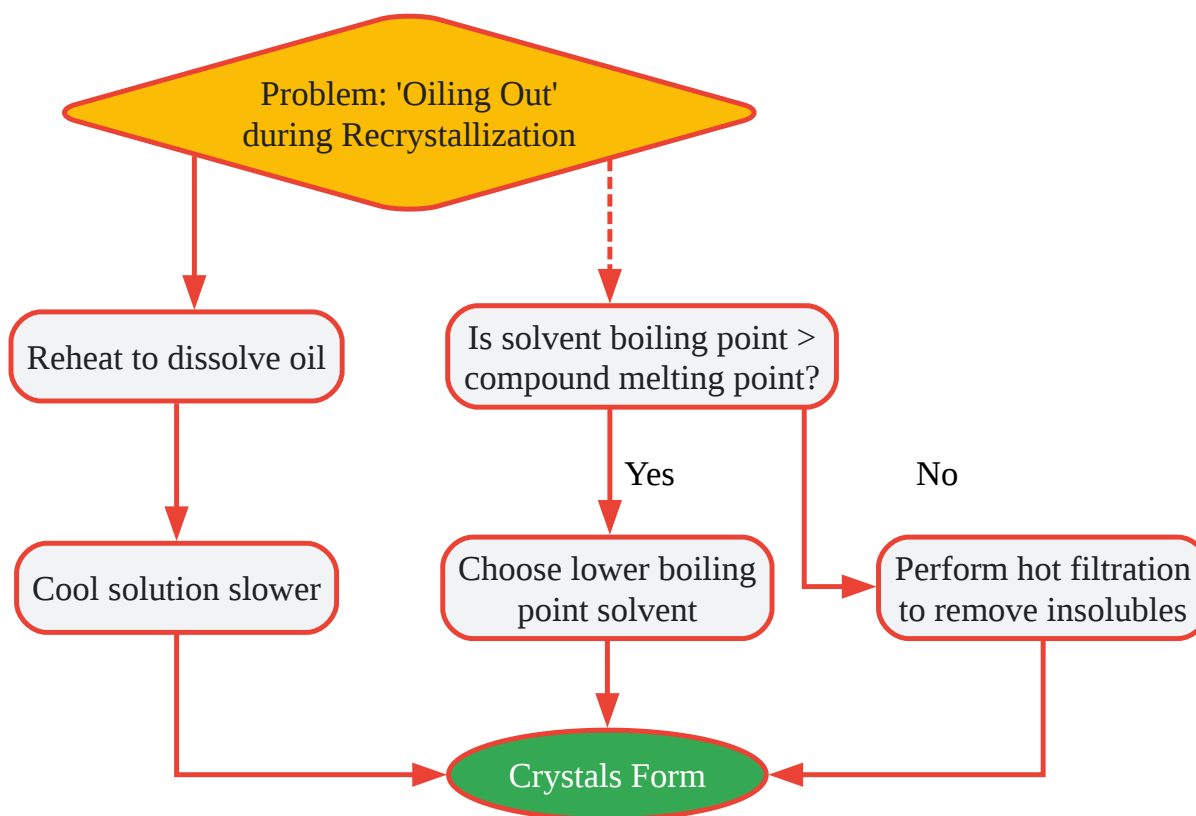 Problem: 'Oiling Out'
during Recrystallization
Reheat to dissolve oil
Is solvent boiling point >
compound melting point?
Yes
No
Cool solution slower
Choose lower boiling
point solvent
Perform hot filtration
to remove insolubles
Crystals Form